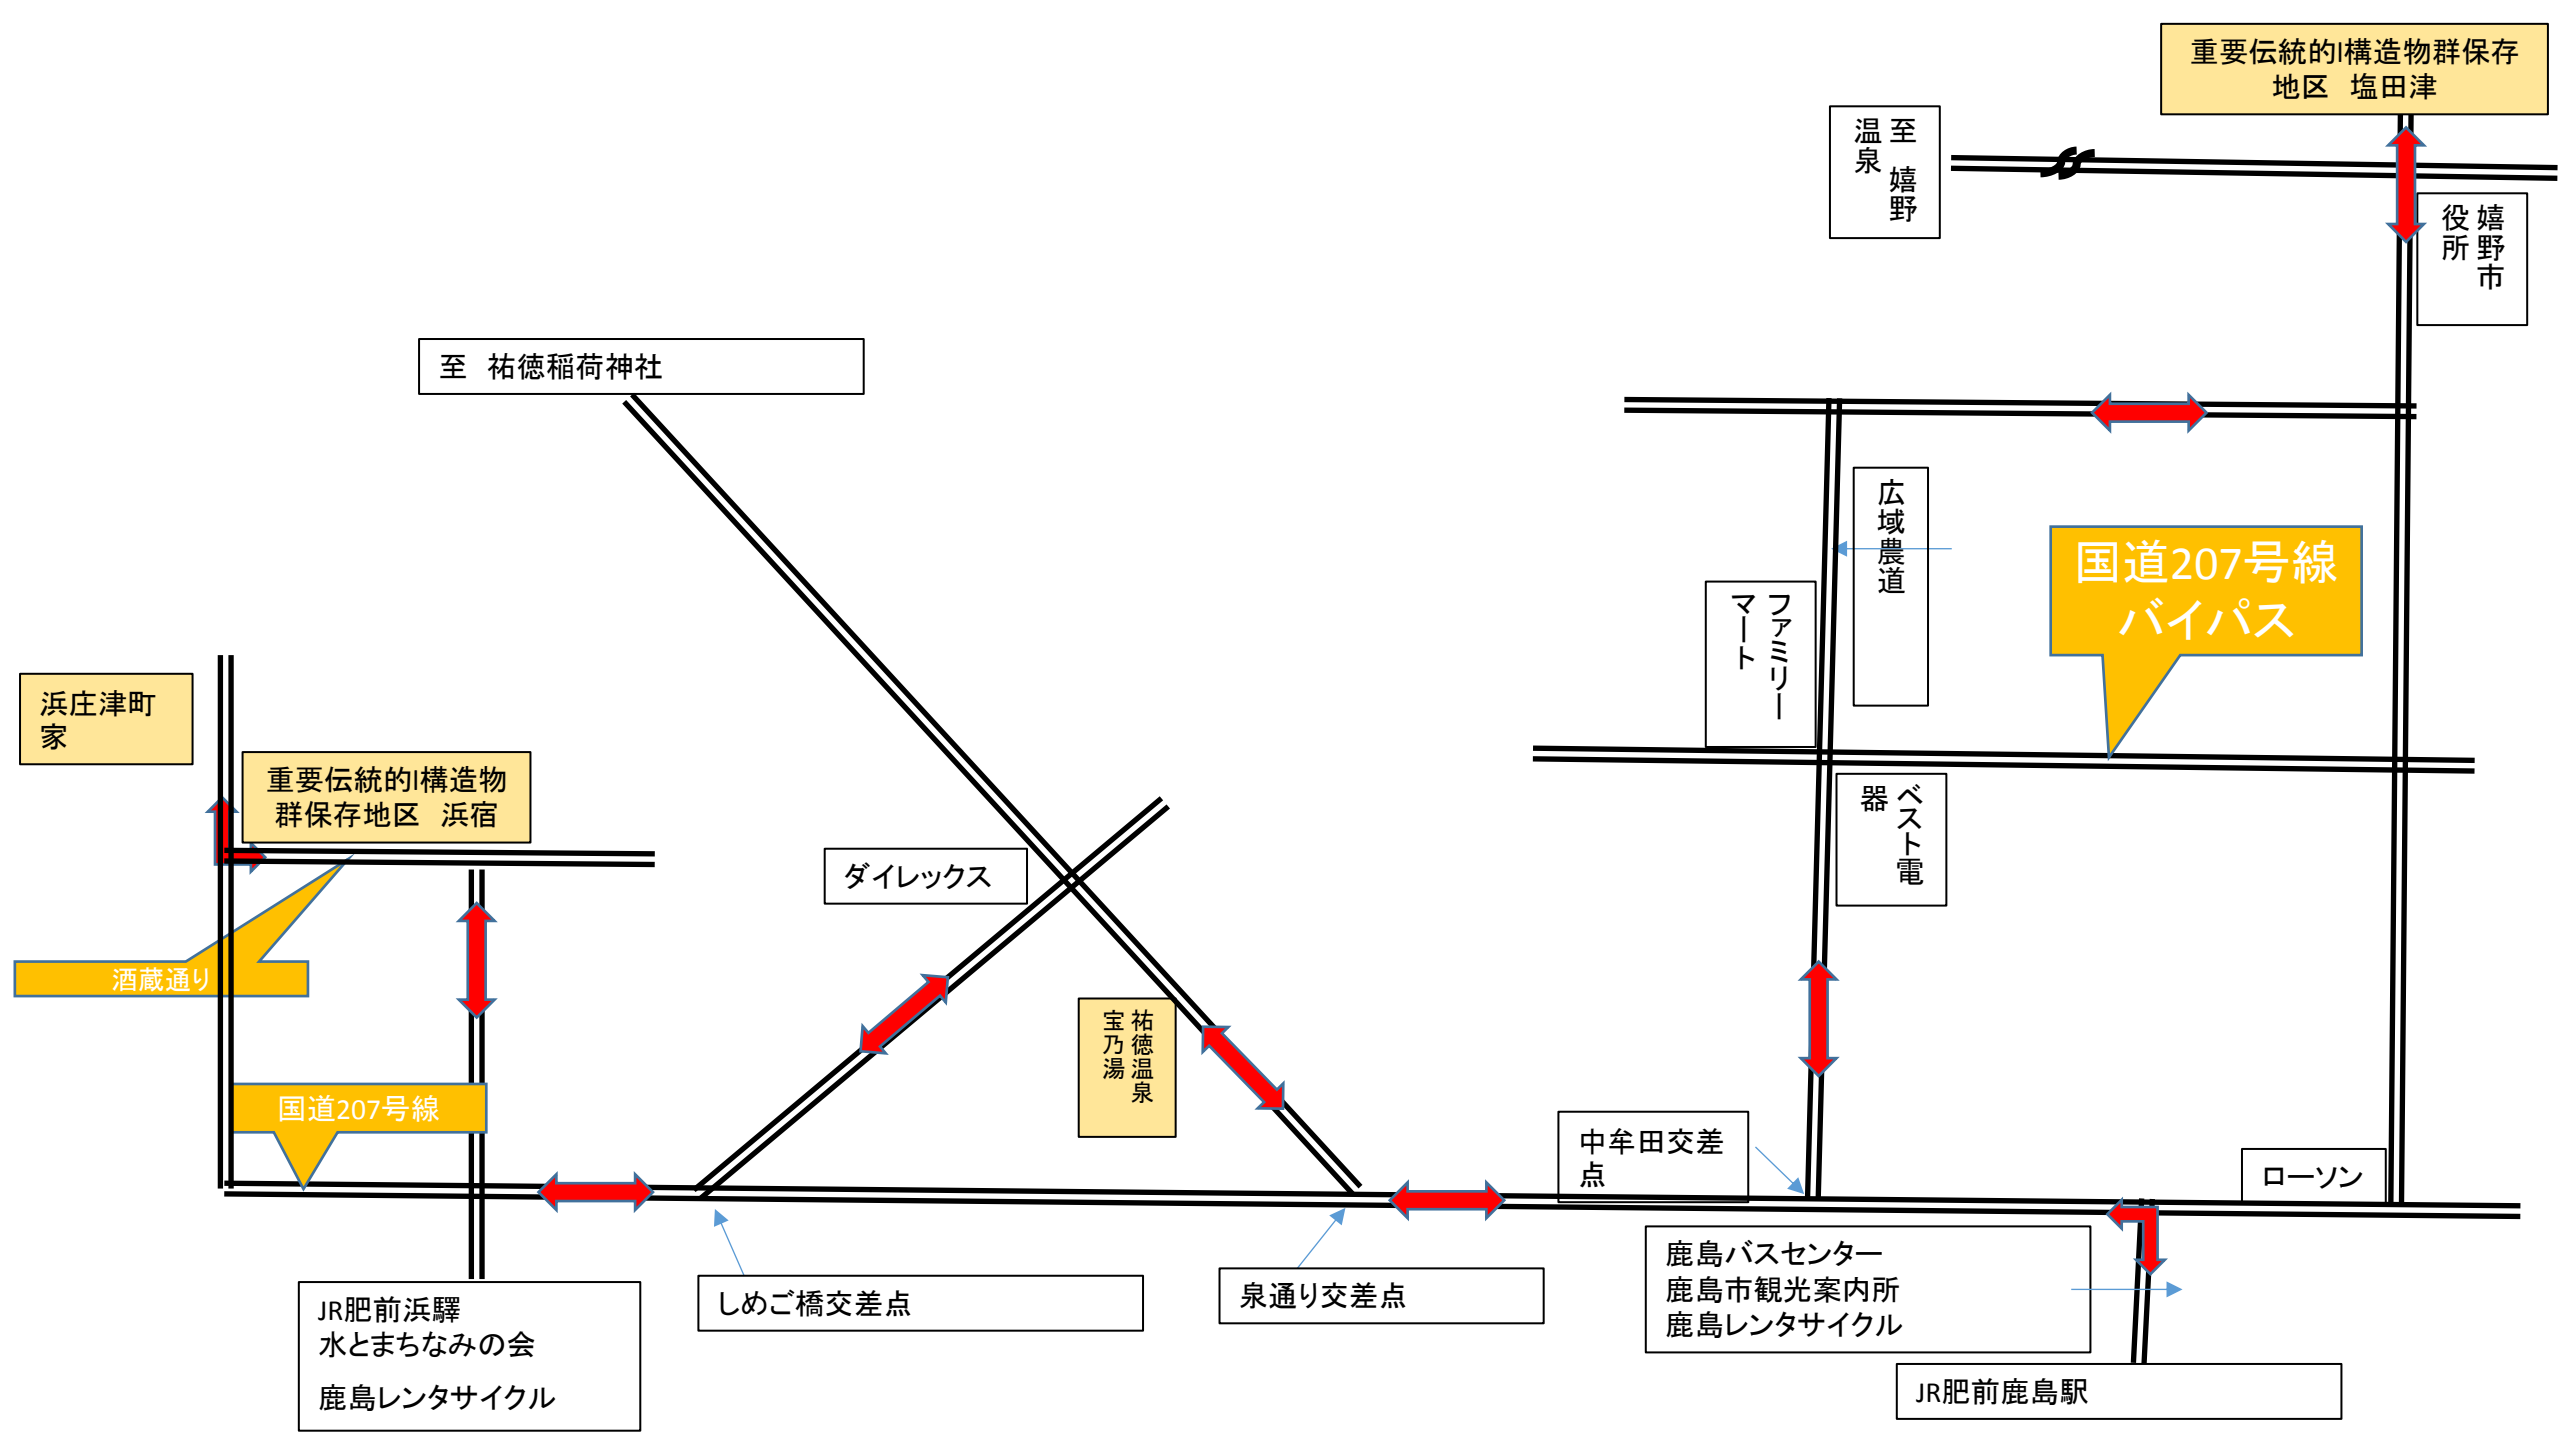 重要伝統的構造物群保存
地区　塩田津
至　嬉野
温泉
嬉野市
役所
至　祐徳稲荷神社
広域農道
国道207号線
バイパス
ファミリー
マート
浜庄津町
家
重要伝統的構造物
群保存地区　浜宿
ベスト電
器
ダイレックス
酒蔵通り
祐徳温泉
宝乃湯
国道207号線
中牟田交差
点
ローソン
鹿島バスセンター
鹿島市観光案内所
鹿島レンタサイクル
しめご橋交差点
泉通り交差点
JR肥前浜驛
水とまちなみの会
鹿島レンタサイクル
JR肥前鹿島駅